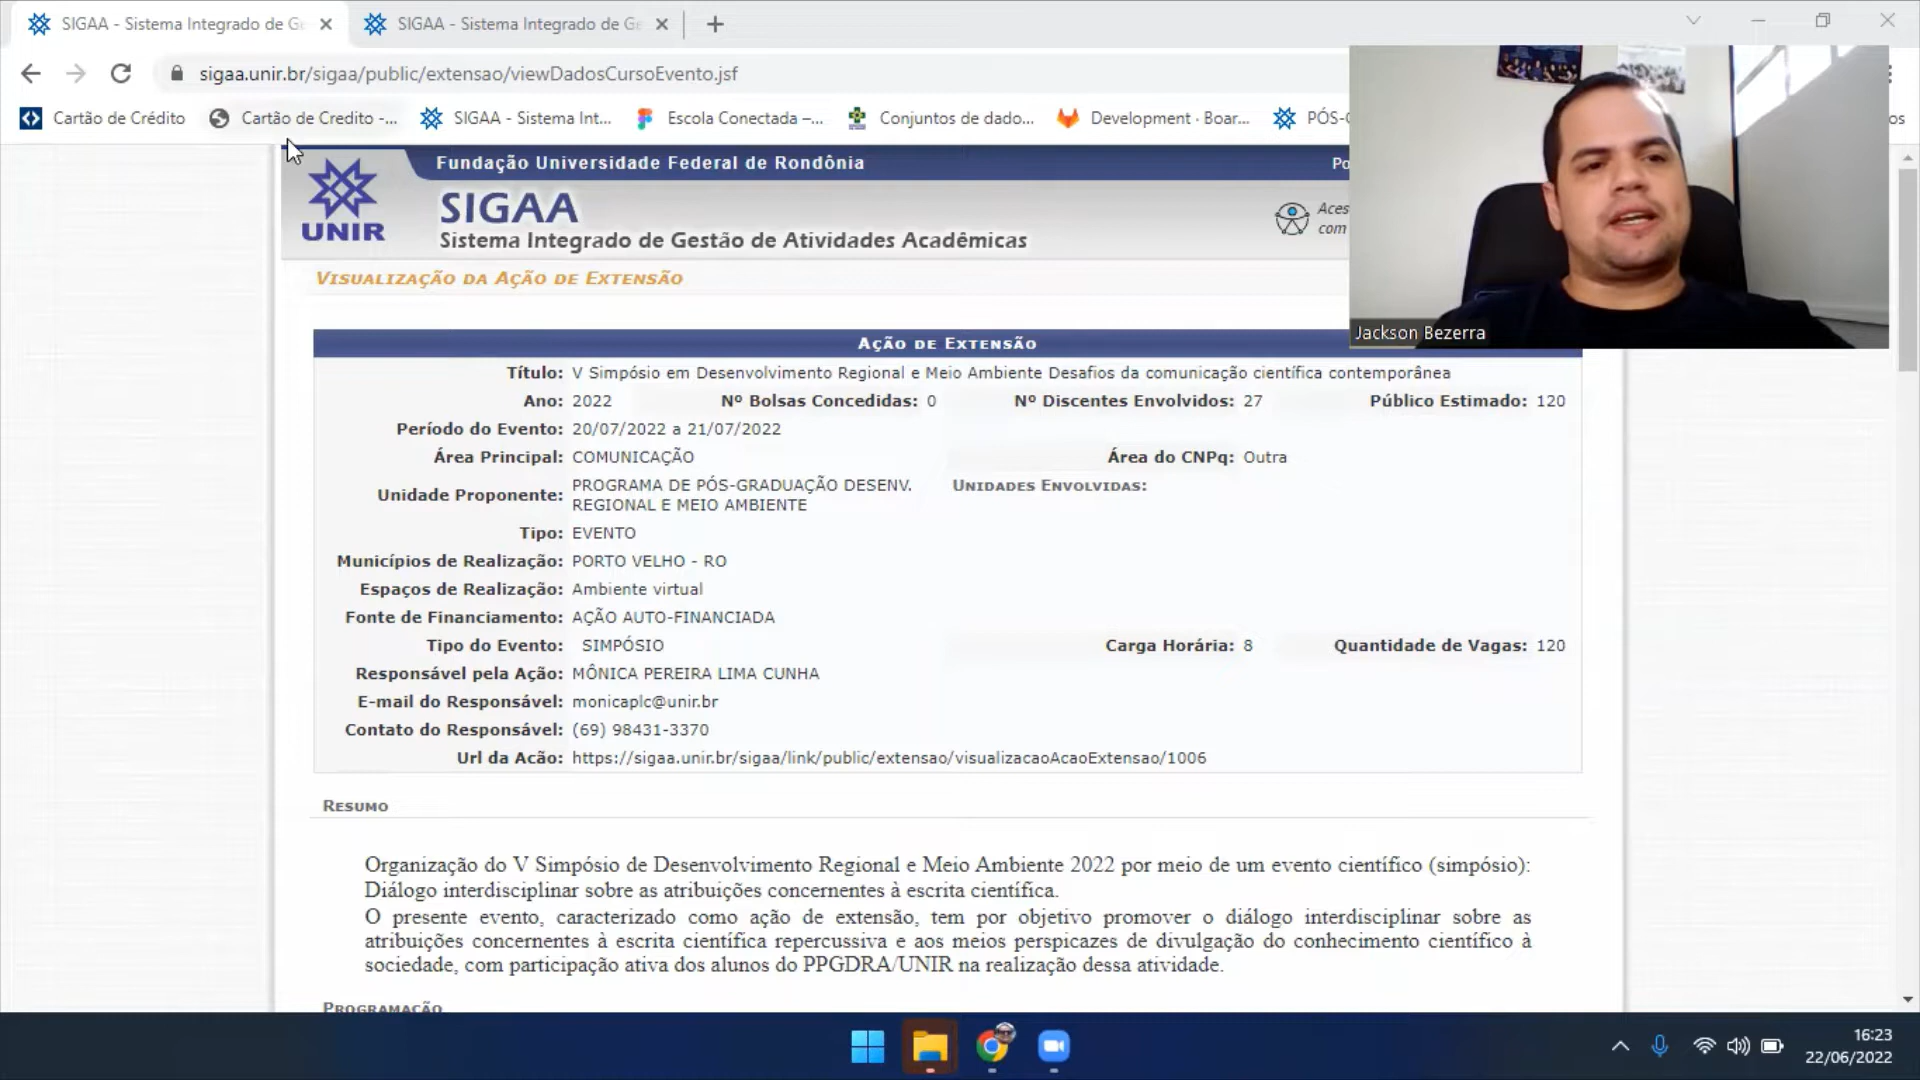 SIGAA - Sistema Integrado de G
SIGAA - Sistema Integrado de Ge
sigaa.unir.br/sigaa/public/extensao/viewDadosCursoEvento.jsf
Cartão de Crédito
Cartão de Credito -...
SIGAA - Sistema Int...
Escola Conectada –...
Conjuntos de dado...
Development · Boar...
PÓS-
os
UNIR
Fundação Universidade Federal de Rondônia
Po
SIGAA
Sistema Integrado de Gestão de Atividades Acadêmicas
Aces
com
Jackson Bezerra
Visualização da Ação de Extensão
Ação de Extensão
Título: V Simpósio em Desenvolvimento Regional e Meio Ambiente Desafios da comunicação científica contemporânea
Ano: 2022 Nº Bolsas Concedidas: 0 Nº Discentes Envolvidos: 27 Público Estimado: 120
Período do Evento: 20/07/2022 a 21/07/2022
Área Principal: COMUNICAÇÃO Área do CNPq: Outra
Unidade Proponente: PROGRAMA DE PÓS-GRADUAÇÃO DESENV. REGIONAL E MEIO AMBIENTE Unidades Envolvidas:
Tipo: EVENTO
Municípios de Realização: PORTO VELHO - RO
Espaços de Realização: Ambiente virtual
Fonte de Financiamento: AÇÃO AUTO-FINANCIADA
Tipo do Evento: SIMPÓSIO Carga Horária: 8 Quantidade de Vagas: 120
Responsável pela Ação: MÔNICA PEREIRA LIMA CUNHA
E-mail do Responsável: monicaplc@unir.br
Contato do Responsável: (69) 98431-3370
Url da Acão: https://sigaa.unir.br/sigaa/link/public/extensao/visualizacaoAcaoExtensao/1006
Resumo
Organização do V Simpósio de Desenvolvimento Regional e Meio Ambiente 2022 por meio de um evento científico (simpósio):
Diálogo interdisciplinar sobre as atribuições concernentes à escrita científica.
O presente evento, caracterizado como ação de extensão, tem por objetivo promover o diálogo interdisciplinar sobre as
atribuições concernentes à escrita científica repercussiva e aos meios perspicazes de divulgação do conhecimento científico à
sociedade, com participação ativa dos alunos do PPGDRA/UNIR na realização dessa atividade.
Programação
16:23
22/06/2022